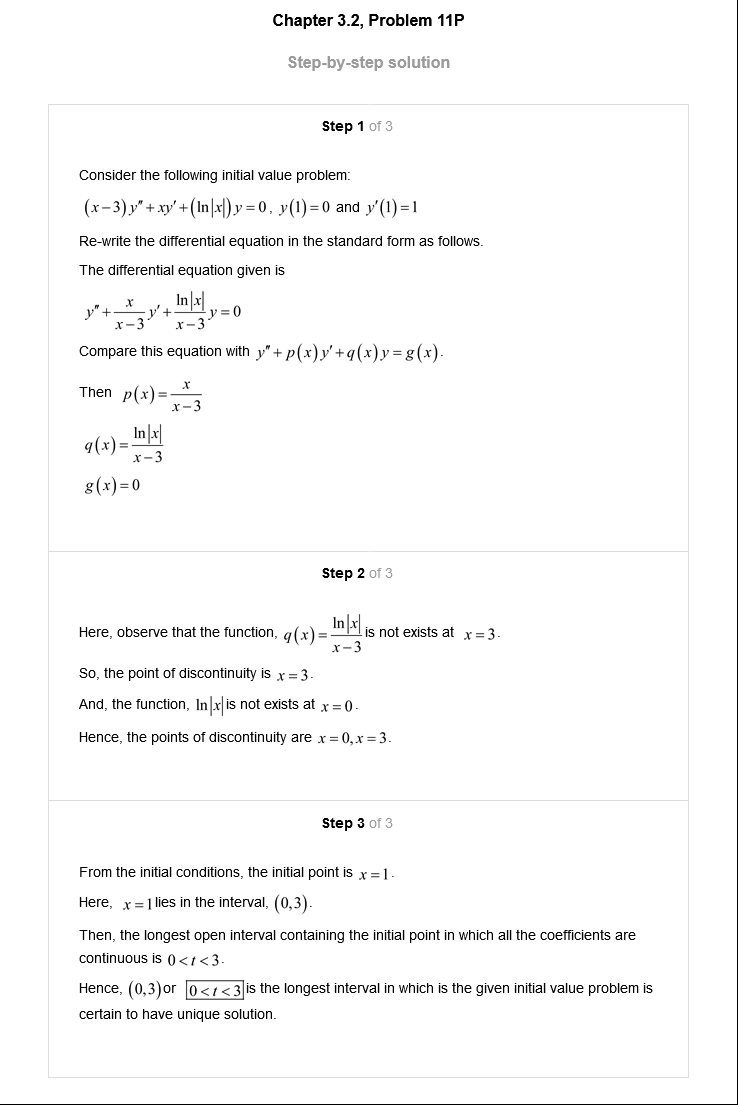 Chapter 3.2, Problem 11P
Step-by-step solution
Step 1 of 3
Consider the following initial value problem:
(x−3)y″+xy′+(ln|x|)y=0, y(1)=0 and y′(1)=1
Re-write the differential equation in the standard form as follows.
The differential equation given is
y″+\frac{x}{x−3}y′+\frac{ln|x|}{x−3}y=0
Compare this equation with y″+p(x)y′+q(x)y=g(x).
Then p(x)=\frac{x}{x−3}
q(x)=\frac{ln|x|}{x−3}
g(x)=0
Step 2 of 3
Here, observe that the function, q(x)=\frac{ln|x|}{x−3} is not exists at x=3.
So, the point of discontinuity is x=3.
And, the function, ln|x| is not exists at x=0.
Hence, the points of discontinuity are x=0,x=3.
Step 3 of 3
From the initial conditions, the initial point is x=1.
Here, x=1 lies in the interval, (0,3).
Then, the longest open interval containing the initial point in which all the coefficients are
continuous is 0<t<3.
Hence, (0,3) or 0<t<3 is the longest interval in which is the given initial value problem is
certain to have unique solution.